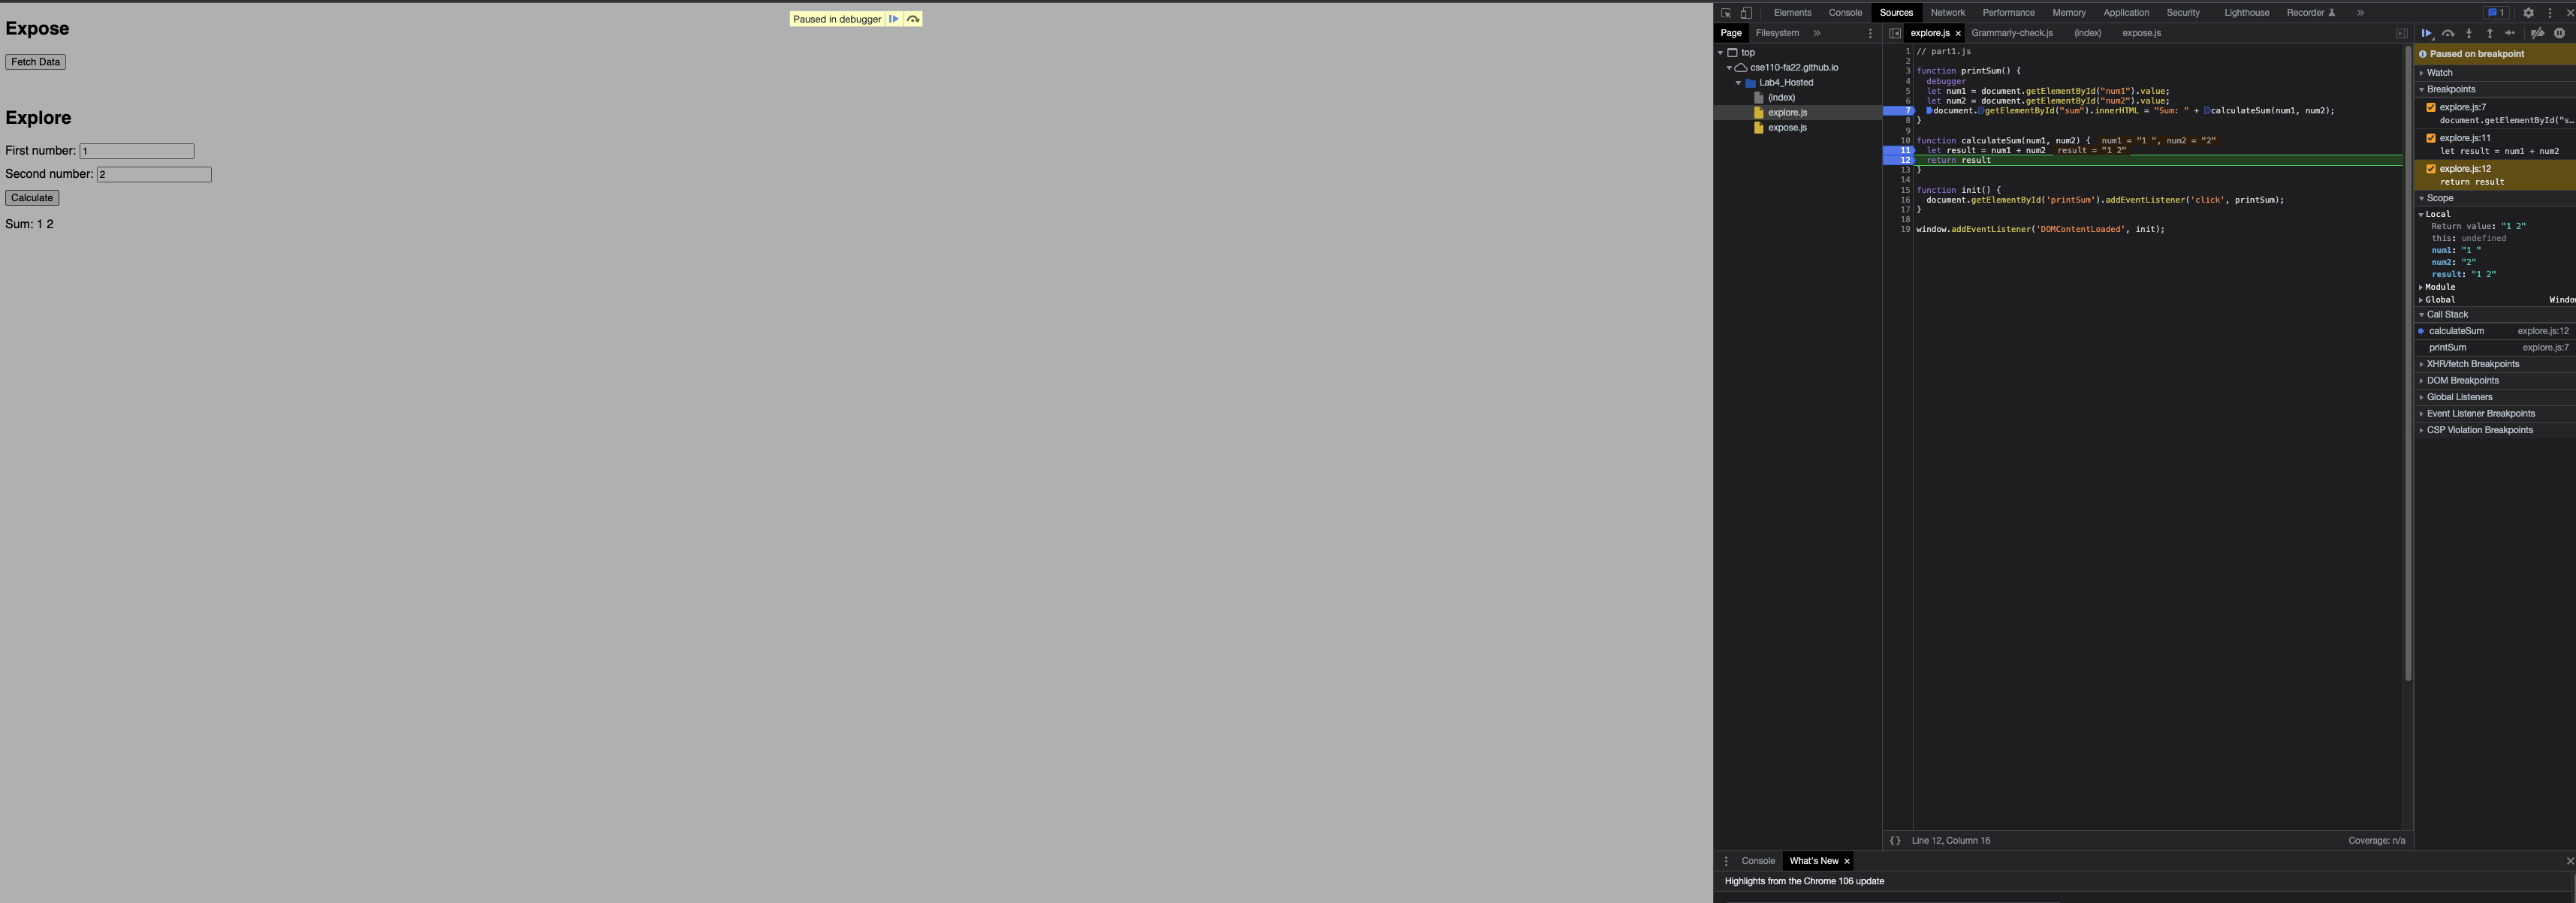 Expose
Fetch Data
Explore
First number: 1
Second number: 2
Calculate
Sum: 1 2
Paused in debugger
Elements Console Sources Network Performance Memory Application Security Lighthouse Recorder » 1
Page Filesystem »
top
cse110-fa22.github.io
Lab4_Hosted
(index)
explore.js
expose.js
explore.js × Grammarly-check.js (index) expose.js
1 // part1.js
2
3 function printSum() {
4 debugger
5 let num1 = document.getElementById("num1").value;
6 let num2 = document.getElementById("num2").value;
7 document.getElementById("sum").innerHTML = "Sum: " + calculateSum(num1, num2);
8 }
9
10 function calculateSum(num1, num2) { num1 = "1 ", num2 = "2"
11 let result = num1 + num2 result = "1 2"
12 return result
13 }
14
15 function init() {
16 document.getElementById('printSum').addEventListener('click', printSum);
17 }
18
19 window.addEventListener('DOMContentLoaded', init);
{} Line 12, Column 16 Coverage: n/a
Paused on breakpoint
Watch
Breakpoints
explore.js:7
document.getElementById("s…
explore.js:11
let result = num1 + num2
explore.js:12
return result
Scope
Local
Return value: "1 2"
this: undefined
num1: "1 "
num2: "2"
result: "1 2"
Module
Global Windo
Call Stack
calculateSum explore.js:12
printSum explore.js:7
XHR/fetch Breakpoints
DOM Breakpoints
Global Listeners
Event Listener Breakpoints
CSP Violation Breakpoints
Console What's New ×
Highlights from the Chrome 106 update